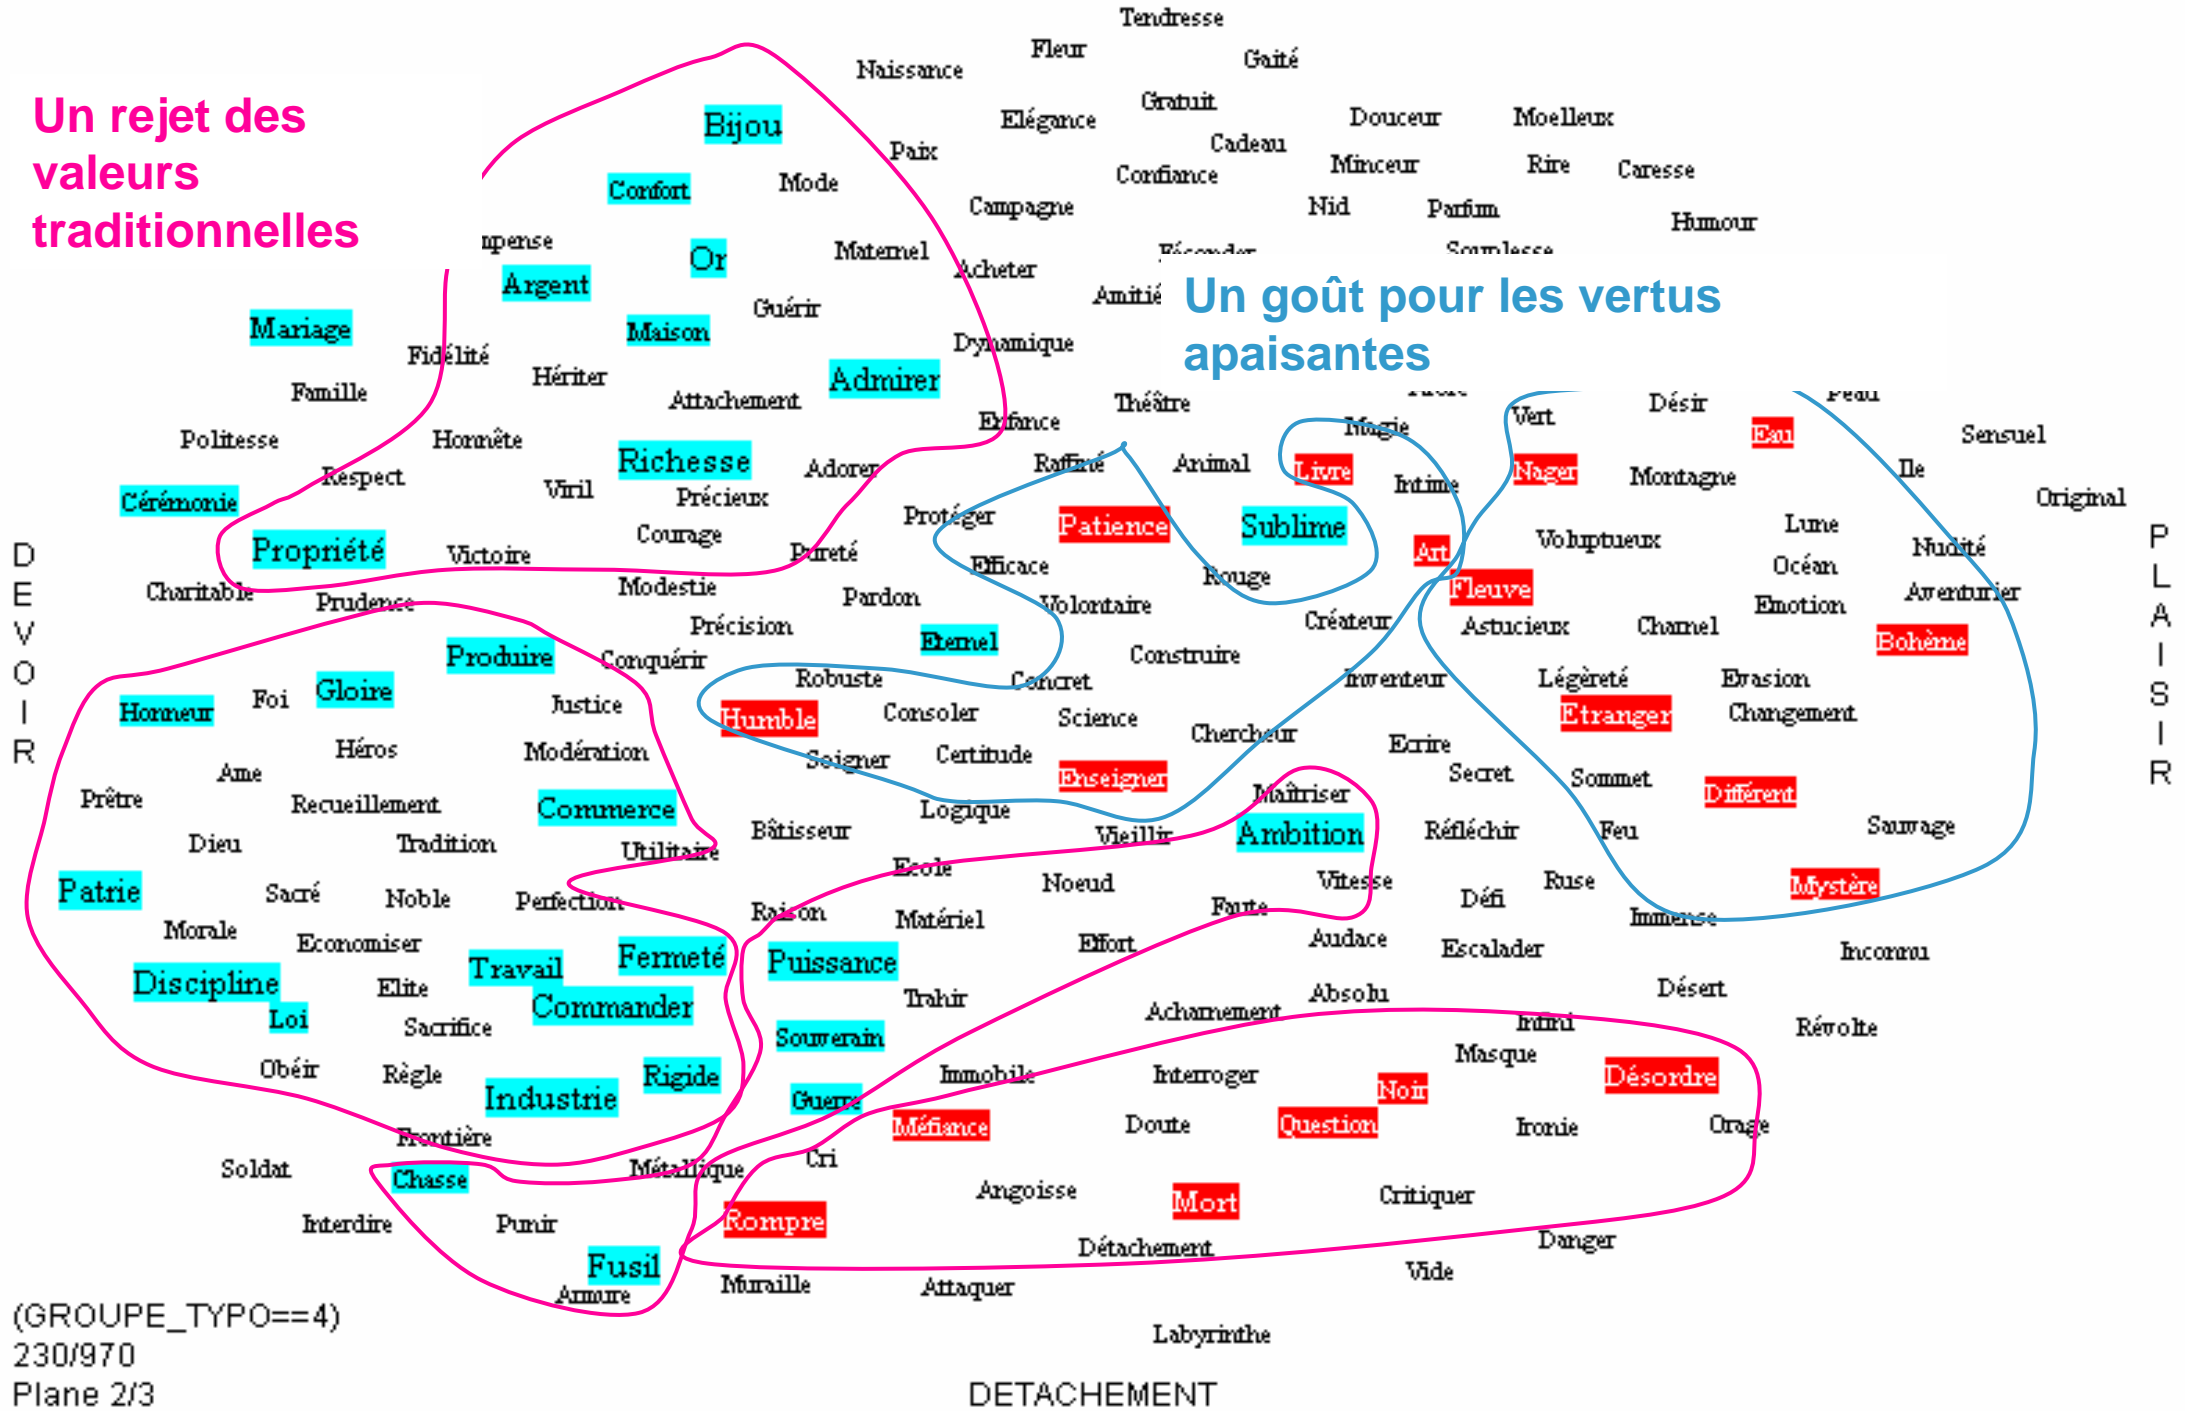 Tendresse
Fleur
Gaité
Naissance
Gratuit
Bijou
Elégance
Douceur
Moelleux
Un rejet des
valeurs
traditionnelles
Paix
Cadeau
Confort
Mode
Confiance
Minceur
Rire
Caresse
Campagne
Nid
Parfum
Humour
mpense
Or
Maternel
Féconder
Souplesse
Argent
Acheter
Amitié
Un goût pour les vertus
apaisantes
Mariage
Maison
Guérir
Fidélité
Dynamique
Famille
Hériter
Attachement
Admirer
Théâtre
Vert
Désir
Peau
Politesse
Honnête
Enfance
Magie
Eau
Sensuel
Respect
Richesse
Adorer
Raffiné
Animal
Livre
Intime
Nager
Montagne
Ile
Cérémonie
Viril
Précieux
Protéger
Patience
Sublime
Original
Propriété
Victoire
Courage
Pureté
Efficace
Rouge
Art
Voluptueux
Lune
Nudité
Océan
DEVOIR
PLAISIR
Charitable
Prudence
Modestie
Pardon
Volontaire
Fleuve
Emotion
Aventurier
Produire
Précision
Eternel
Créateur
Astucieux
Charnel
Bohème
Conquérir
Construire
Honneur
Foi
Gloire
Justice
Robuste
Concret
Inventeur
Légèreté
Evasion
Humble
Consoler
Science
Chercheur
Etranger
Changement
Héros
Modération
Soigner
Certitude
Ecrire
Ame
Enseigner
Secret
Sommet
Différent
Prêtre
Recueillement
Commerce
Logique
Maîtriser
Dieu
Tradition
Utilitaire
Bâtisseur
Vieillir
Ambition
Réfléchir
Feu
Sauvage
Patrie
Sacré
Noble
Perfection
Ecole
Noeud
Vitesse
Défi
Ruse
Mystère
Morale
Economiser
Raison
Matériel
Faute
Immense
Discipline
Travail
Fermeté
Puissance
Effort
Audace
Escalader
Inconnu
Loi
Elite
Commander
Trahir
Acharnement
Absolu
Désert
Sacrifice
Souverain
Infini
Révolte
Obéir
Règle
Rigide
Immobile
Interroger
Masque
Désordre
Industrie
Guerre
Noir
Frontière
Méfiance
Doute
Question
Ironie
Orage
Soldat
Chasse
Métallique
Cri
Angoisse
Mort
Critiquer
Interdire
Punir
Rompre
Détachement
Danger
Fusil
Armure
Muraille
Attaquer
Vide
(GROUPE_TYPO==4)
230/970
Plane 2/3
Labyrinthe
DETACHEMENT